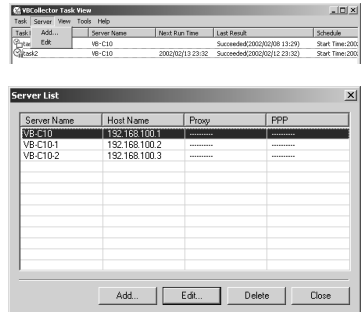 VBCollector Task View
Task Server View Tools Help
Server Name Next Run Time Last Result Schedule
Add...
VB-C10 Succeeded(2002/02/08 13:29) Start Time:200
Edit
task2 VB-C10 2002/02/13 23:32 Succeeded(2002/02/12 23:32) Start Time:200
Server List
Server Name Host Name Proxy PPP
VB-C10 192.168.100.1 ---------- ----------
VB-C10-1 192.168.100.2 ---------- ----------
VB-C10-2 192.168.100.3 ---------- ----------
Add... Edit... Delete Close